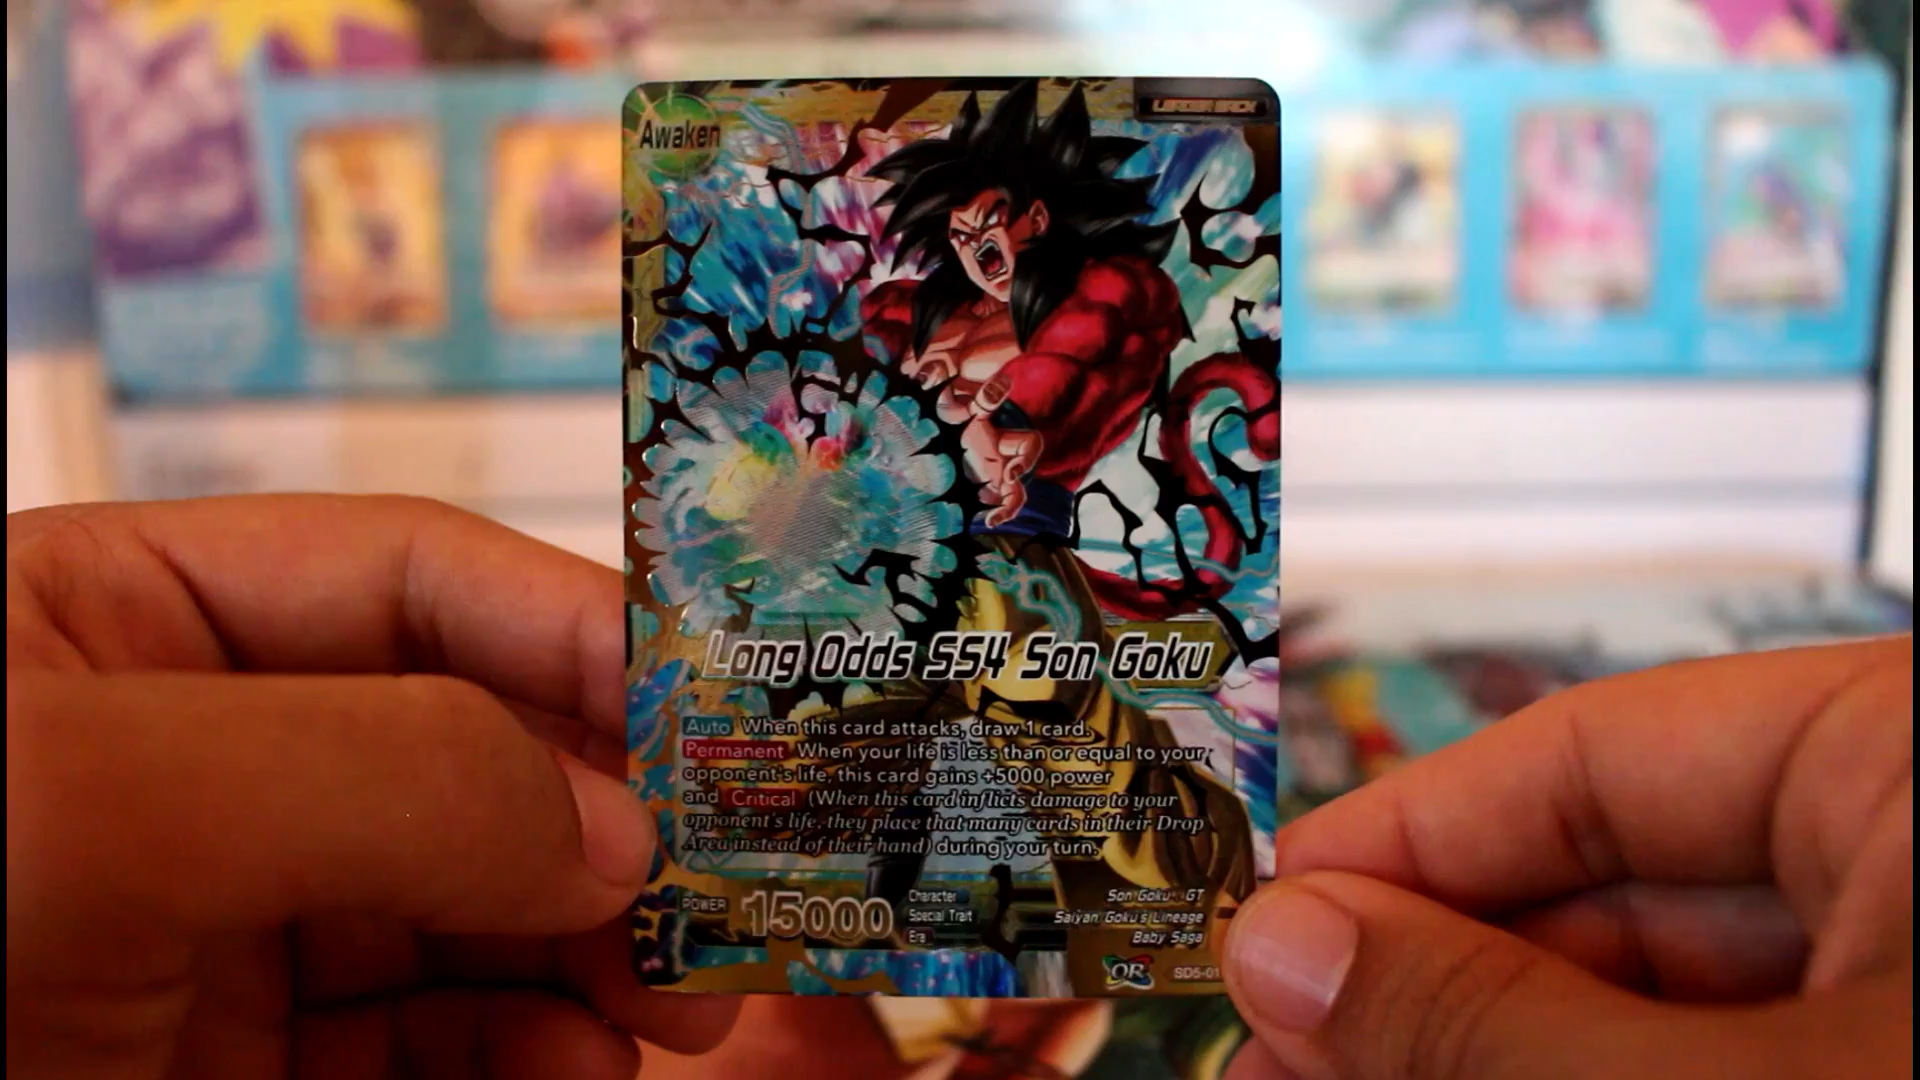 Awaken
LEADER BACK
Long Odds SS4 Son Goku
Auto When this card attacks, draw 1 card.
Permanent When your life is less than or equal to your
opponent's life, this card gains +5000 power
and Critical (When this card inflicts damage to your
opponent's life, they place that many cards in their Drop
Area instead of their hand) during your turn.
POWER 15000
Character Son Goku : GT
Special Trait Saiyan Goku's Lineage
Era Baby Saga
QR SD5-01